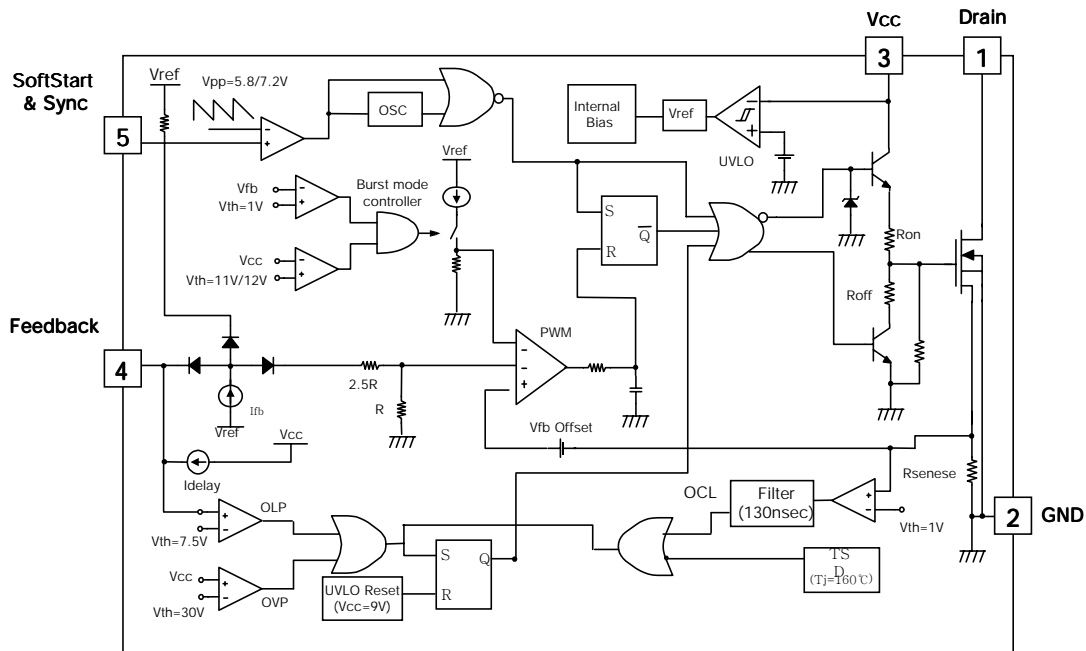 Vcc
Drain
3
1
SoftStart
& Sync
5
Vref
Vpp=5.8/7.2V
-
+
OSC
Internal
Bias
Vref
-
+
UVLO
Vfb
Vth=1V
-
+
Burst mode
controller
Vref
Vcc
Vth=11V/12V
-
+
S
R
Q
Ron
Roff
Feedback
4
Ifb
Vref
2.5R
R
PWM
-
-
+
Vfb Offset
Vcc
Idelay
Rsenese
OLP
+
-
Vth=7.5V
OCL
Filter
(130nsec)
+
-
Vth=1V
2
GND
Vcc
Vth=30V
+
-
OVP
UVLO Reset
(Vcc=9V)
S
R
Q
TS
D
(Tj=160℃)